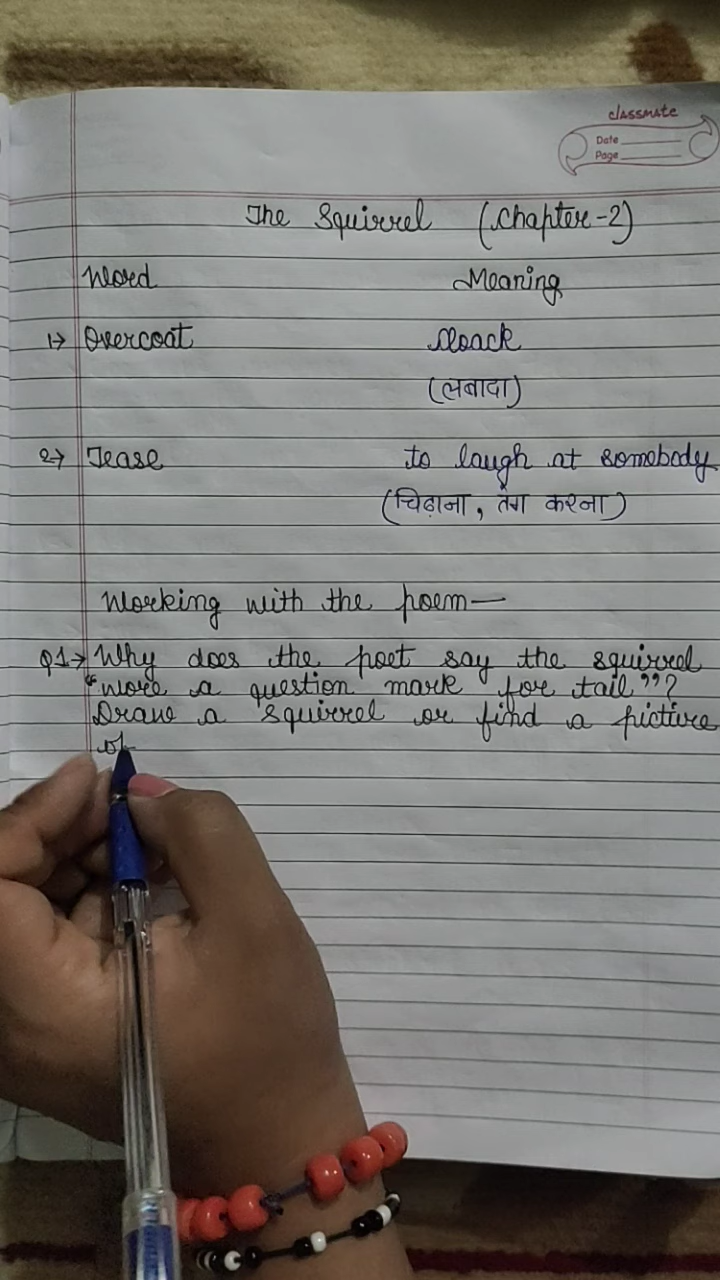 classmate
Date
Page
The Squirrel (Chapter-2)
Word Meaning
1→ Overcoat Cloack
(लबादा)
2→ Tease to laugh at somebody
(चिढ़ाना, तंग करना)
Working with the poem—
Q1→ Why does the poet say the squirrel
“wore a question mark for tail”?
Draw a squirrel or find a picture
of